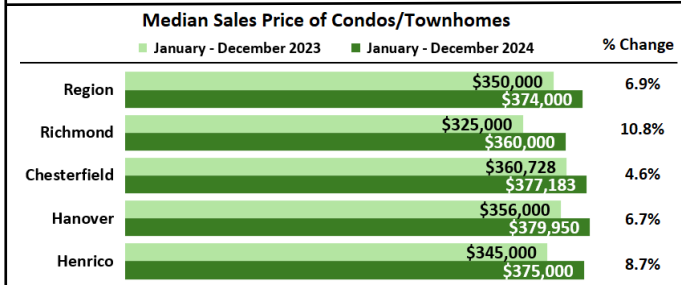 Median Sales Price of Condos/Townhomes
January - December 2023 January - December 2024 % Change
Region $350,000 $374,000 6.9%
Richmond $325,000 $360,000 10.8%
Chesterfield $360,728 $377,183 4.6%
Hanover $356,000 $379,950 6.7%
Henrico $345,000 $375,000 8.7%